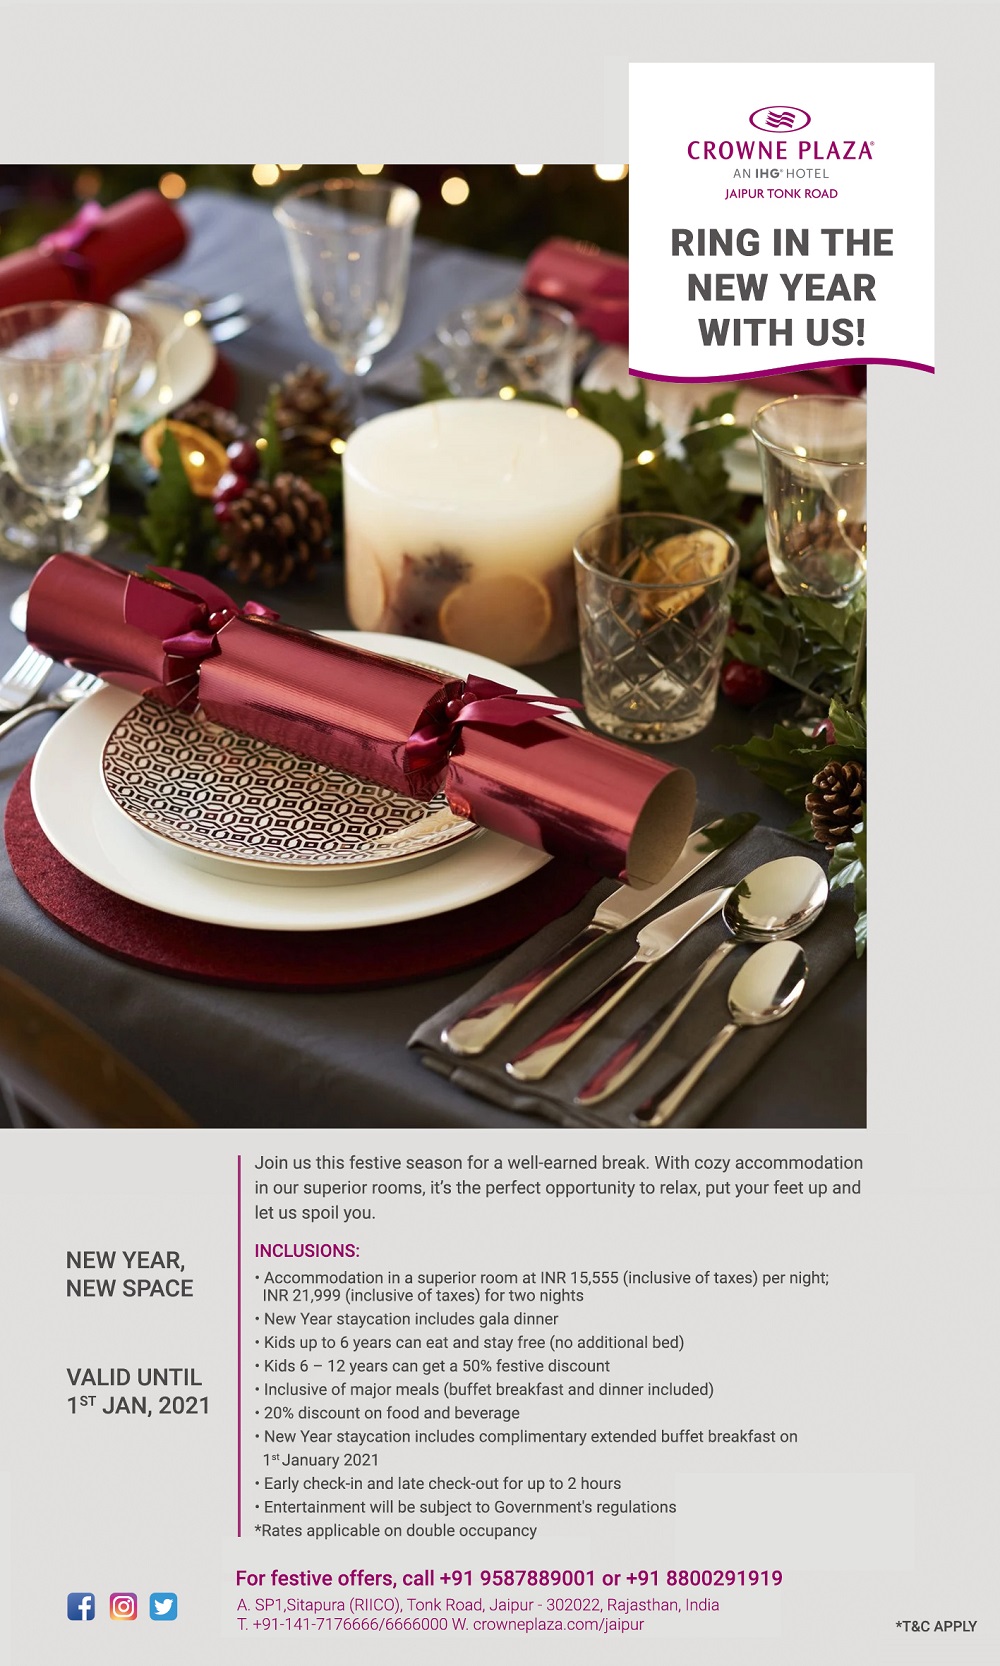 CROWNE PLAZA®
AN IHG® HOTEL
JAIPUR TONK ROAD
RING IN THE
NEW YEAR
WITH US!
Join us this festive season for a well-earned break. With cozy accommodation
in our superior rooms, it's the perfect opportunity to relax, put your feet up and
let us spoil you.
NEW YEAR,
NEW SPACE
VALID UNTIL
1ST JAN, 2021
INCLUSIONS:
• Accommodation in a superior room at INR 15,555 (inclusive of taxes) per night;
INR 21,999 (inclusive of taxes) for two nights
• New Year staycation includes gala dinner
• Kids up to 6 years can eat and stay free (no additional bed)
• Kids 6 – 12 years can get a 50% festive discount
• Inclusive of major meals (buffet breakfast and dinner included)
• 20% discount on food and beverage
• New Year staycation includes complimentary extended buffet breakfast on
1st January 2021
• Early check-in and late check-out for up to 2 hours
• Entertainment will be subject to Government's regulations
*Rates applicable on double occupancy
For festive offers, call +91 9587889001 or +91 8800291919
A. SP1,Sitapura (RIICO), Tonk Road, Jaipur - 302022, Rajasthan, India
T. +91-141-7176666/6666000 W. crowneplaza.com/jaipur
*T&C APPLY